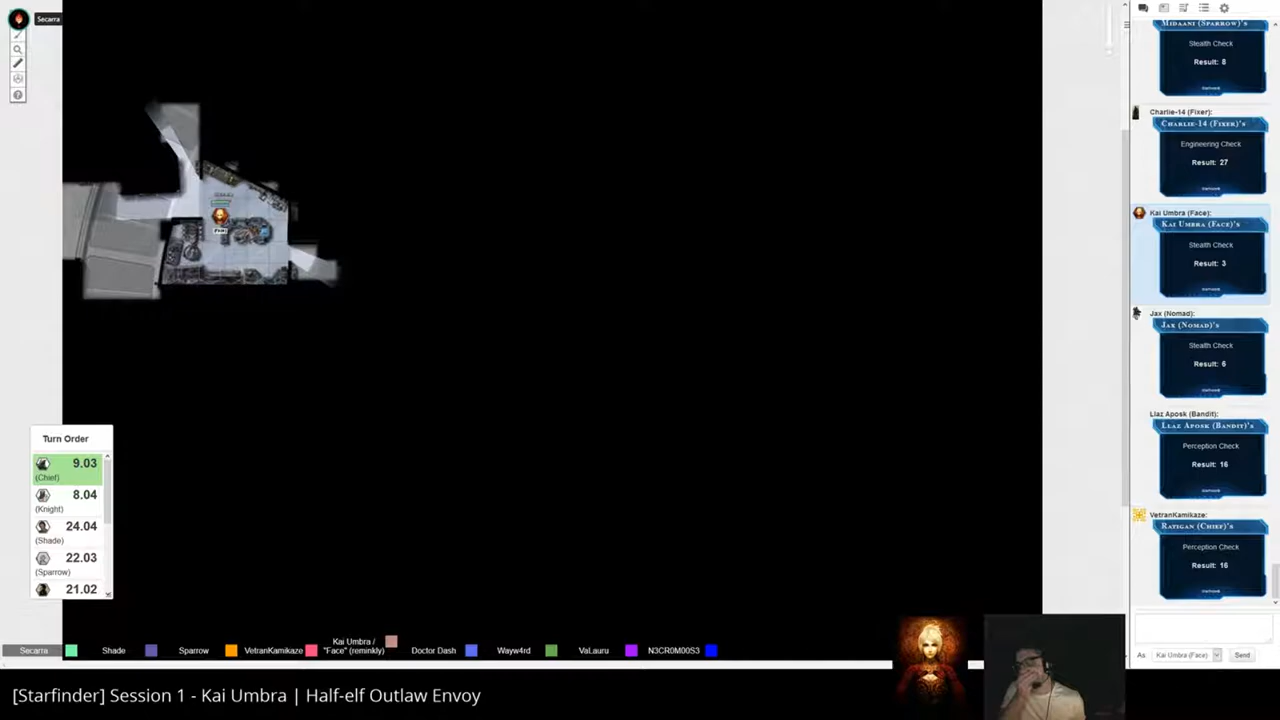 Secarra
Turn Order
9.03
(Chief)
8.04
(Knight)
24.04
(Shade)
22.03
(Sparrow)
21.02
Midaani (Sparrow)'s
Stealth Check
Result: 8
Charlie-14 (Fixer):
Charlie-14 (Fixer)'s
Engineering Check
Result: 27
Kai Umbra (Face):
Kai Umbra (Face)'s
Stealth Check
Result: 3
Jax (Nomad):
Jax (Nomad)'s
Stealth Check
Result: 6
Llaz Aposk (Bandit):
Llaz Aposk (Bandit)'s
Perception Check
Result: 16
VetranKamikaze:
Ratigan (Chief)'s
Perception Check
Result: 16
As Kai Umbra (Face) Send
Secarra Shade Sparrow VetranKamikaze Kai Umbra / "Face" (reminkly) Doctor Dash Wayw4rd VaLauru N3CR0M00S3
[Starfinder] Session 1 - Kai Umbra | Half-elf Outlaw Envoy